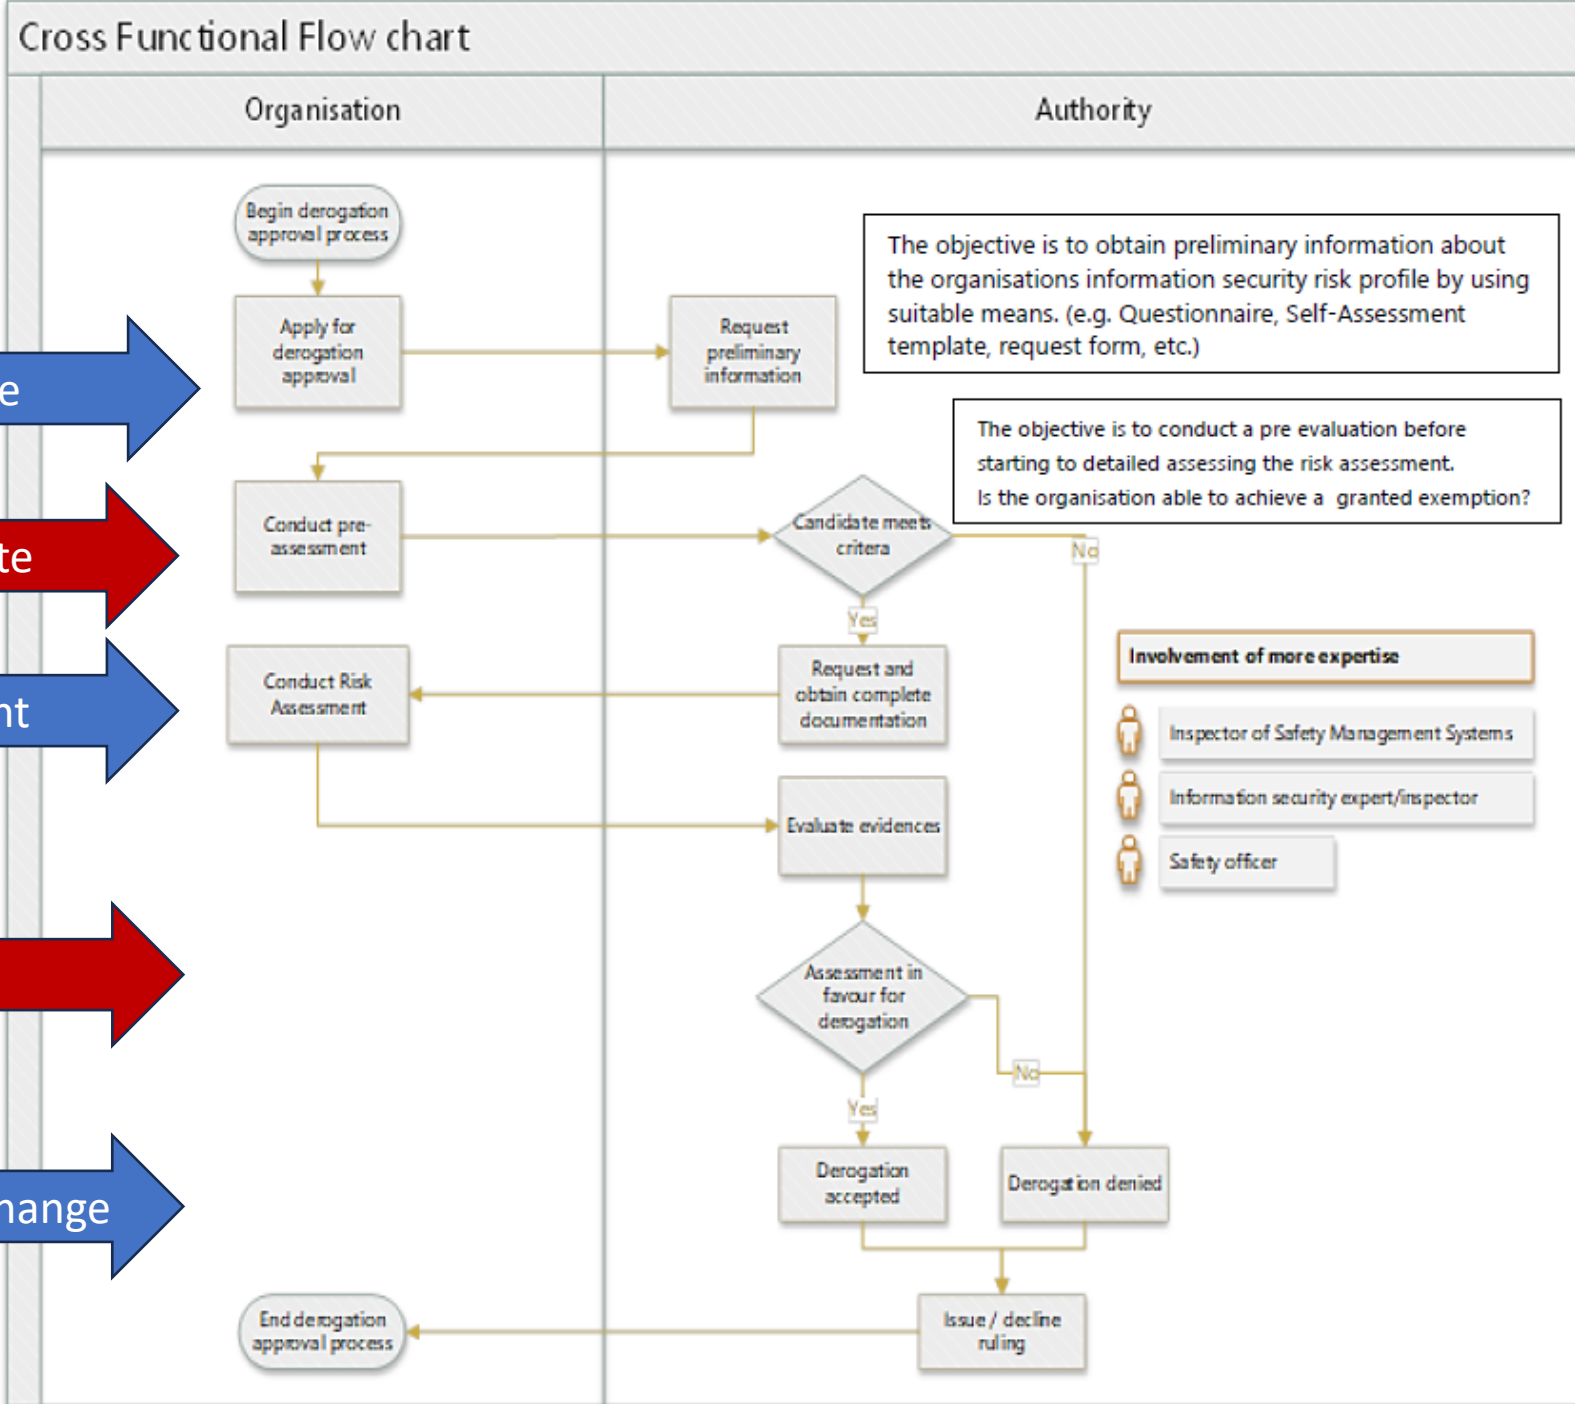 Cross Functional Flow chart
Organisation
Authority
Begin derogation
approval process
The objective is to obtain preliminary information about
the organisations information security risk profile by using
suitable means. (e.g. Questionnaire, Self-Assessment
template, request form, etc.)
Apply for
derogation
approval
Request
preliminary
information
The objective is to conduct a pre evaluation before
starting to detailed assessing the risk assessment.
Is the organisation able to achieve a granted exemption?
Conduct pre-
assessment
Candidate meets
critera
No
Yes
Conduct Risk
Assessment
Request and
obtain complete
documentation
Involvement of more expertise
Inspector of Safety Management Systems
Information security expert/inspector
Safety officer
Evaluate evidences
Assessment in
favour for
derogation
No
Yes
Derogation
accepted
Derogation denied
End derogation
approval process
Issue / decline
ruling